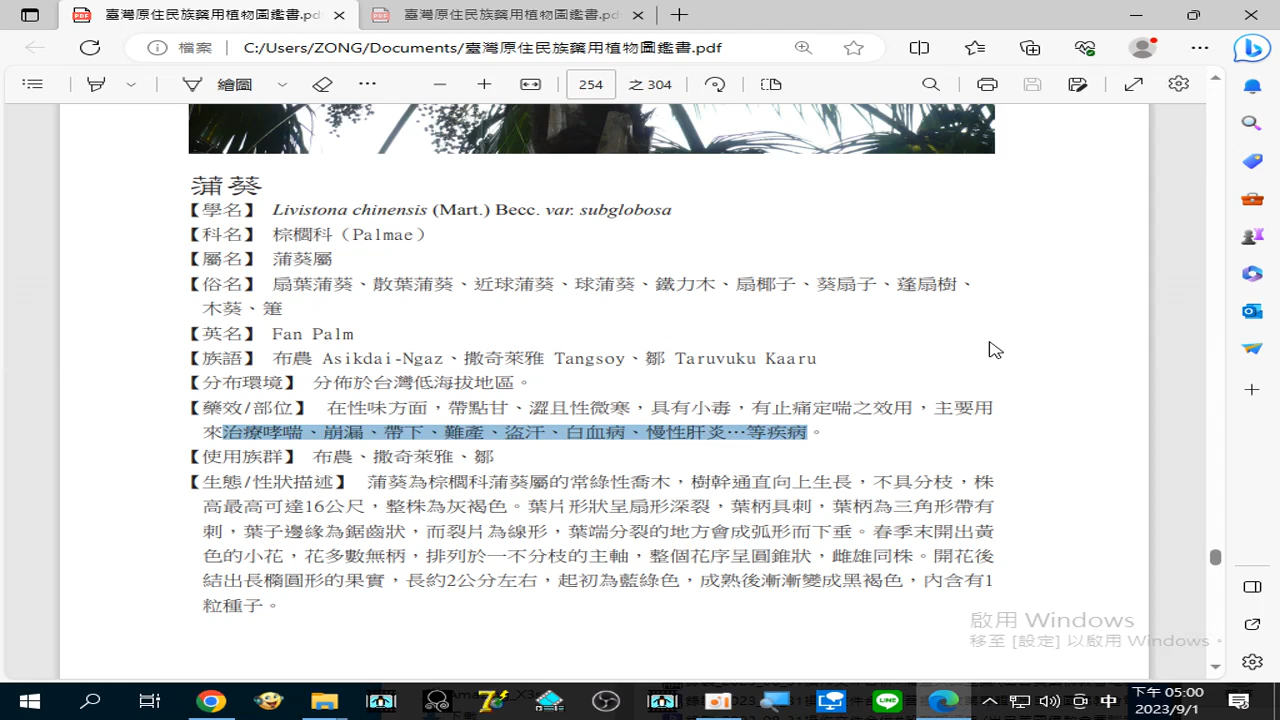 臺灣原住民族藥用植物圖鑑書.pdf
臺灣原住民族藥用植物圖鑑書.pdf
檔案
C:/Users/ZONG/Documents/臺灣原住民族藥用植物圖鑑書.pdf
繪圖
254 之 304
蒲葵
【學名】 Livistona chinensis (Mart.) Becc. var. subglobosa
【科名】 棕櫚科（Palmae）
【屬名】 蒲葵屬
【俗名】 扇葉蒲葵、散葉蒲葵、近球蒲葵、球蒲葵、鐵力木、扇椰子、葵扇子、蓬扇樹、
木葵、箑
【英名】 Fan Palm
【族語】 布農 Asikdai-Ngaz、撒奇萊雅 Tangsoy、鄒 Taruvuku Kaaru
【分布環境】 分佈於台灣低海拔地區。
【藥效/部位】 在性味方面，帶點甘、澀且性微寒，具有小毒，有止痛定喘之效用，主要用
來治療哮喘、崩漏、帶下、難產、盜汗、白血病、慢性肝炎…等疾病。
【使用族群】 布農、撒奇萊雅、鄒
【生態/性狀描述】 蒲葵為棕櫚科蒲葵屬的常綠性喬木，樹幹通直向上生長，不具分枝，株
高最高可達16公尺，整株為灰褐色。葉片形狀呈扇形深裂，葉柄具刺，葉柄為三角形帶有
刺，葉子邊緣為鋸齒狀，而裂片為線形，葉端分裂的地方會成弧形而下垂。春季末開出黃
色的小花，花多數無柄，排列於一不分枝的主軸，整個花序呈圓錐狀，雌雄同株。開花後
結出長橢圓形的果實，長約2公分左右，起初為藍綠色，成熟後漸漸變成黑褐色，內含有1
粒種子。
啟用 Windows
移至 [設定] 以啟用 Windows。
中
下午 05:00
2023/9/1